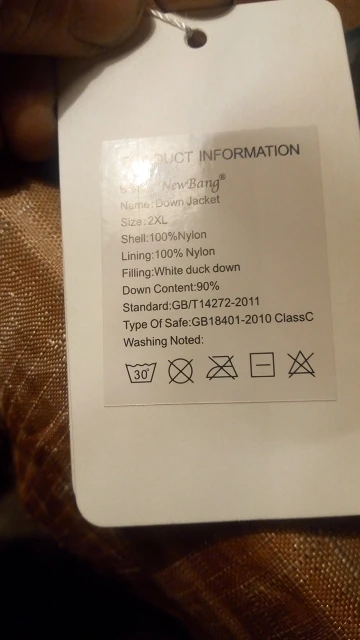 PRODUCT INFORMATION
NewBang®
Name:Down Jacket
Size:2XL
Shell:100%Nylon
Lining:100% Nylon
Filling:White duck down
Down Content:90%
Standard:GB/T14272-2011
Type Of Safe:GB18401-2010 ClassC
Washing Noted:
30°